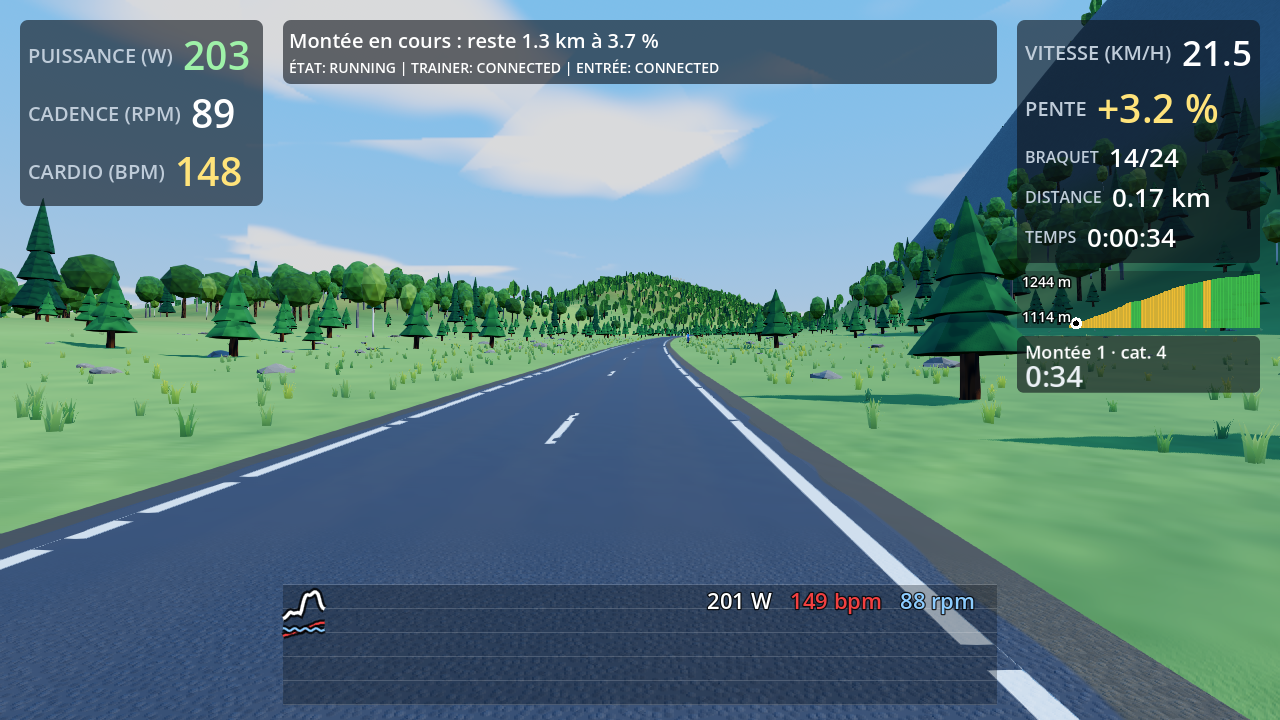 PUISSANCE (W) 203
CADENCE (RPM) 89
CARDIO (BPM) 148
Montée en cours : reste 1.3 km à 3.7 %
ÉTAT: RUNNING | TRAINER: CONNECTED | ENTRÉE: CONNECTED
VITESSE (KM/H) 21.5
PENTE +3.2 %
BRAQUET 14/24
DISTANCE 0.17 km
TEMPS 0:00:34
1244 m
1114 m
Montée 1 · cat. 4
0:34
201 W 149 bpm 88 rpm